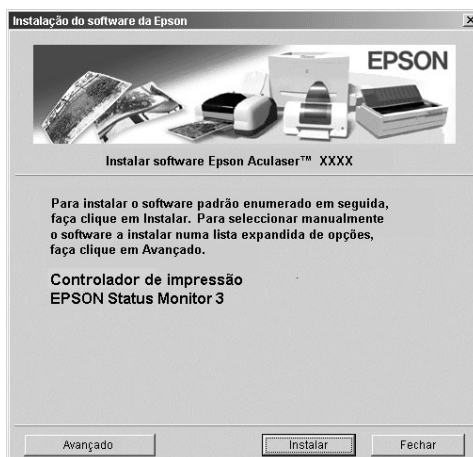 Instalação do software da Epson
EPSON
Instalar software Epson Aculaser™ XXXX
Para instalar o software padrão enumerado em seguida,
faça clique em Instalar. Para seleccionar manualmente
o software a instalar numa lista expandida de opções,
faça clique em Avançado.
Controlador de impressão
EPSON Status Monitor 3
Avançado
Instalar
Fechar